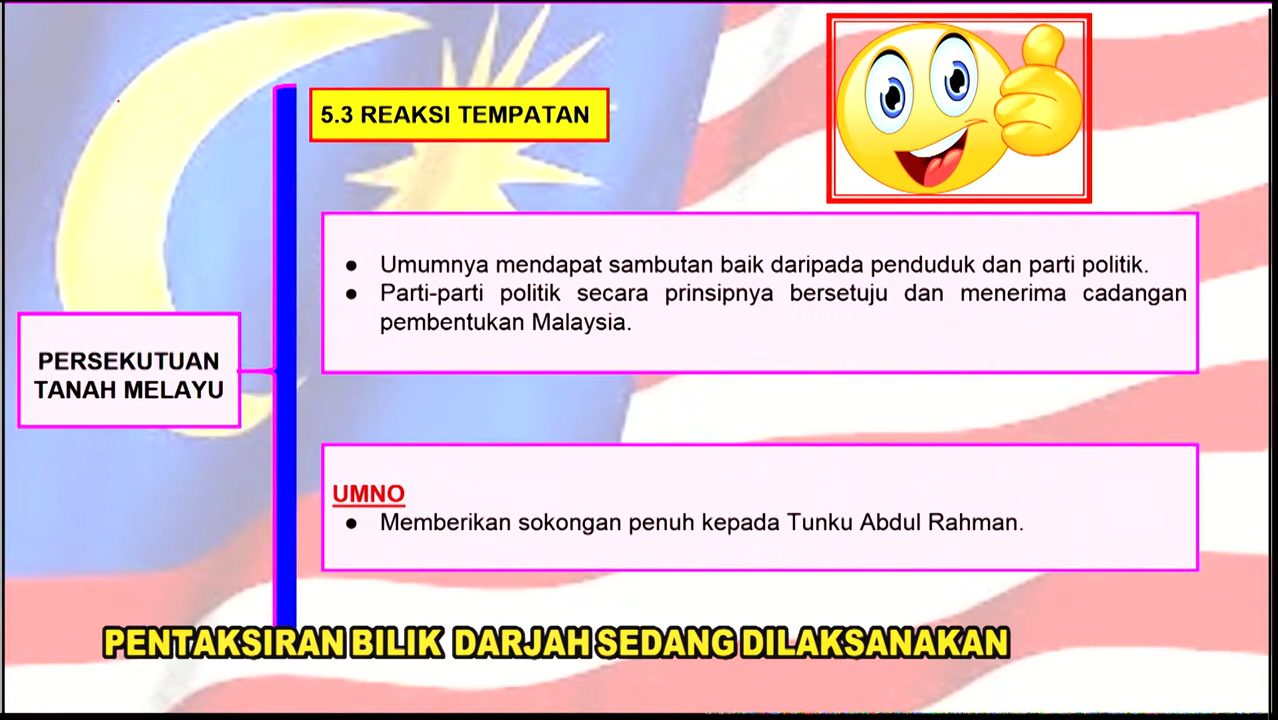 5.3 REAKSI TEMPATAN
● Umumnya mendapat sambutan baik daripada penduduk dan parti politik.
● Parti-parti politik secara prinsipnya bersetuju dan menerima cadangan
pembentukan Malaysia.
PERSEKUTUAN
TANAH MELAYU
UMNO
● Memberikan sokongan penuh kepada Tunku Abdul Rahman.
PENTAKSIRAN BILIK DARJAH SEDANG DILAKSANAKAN